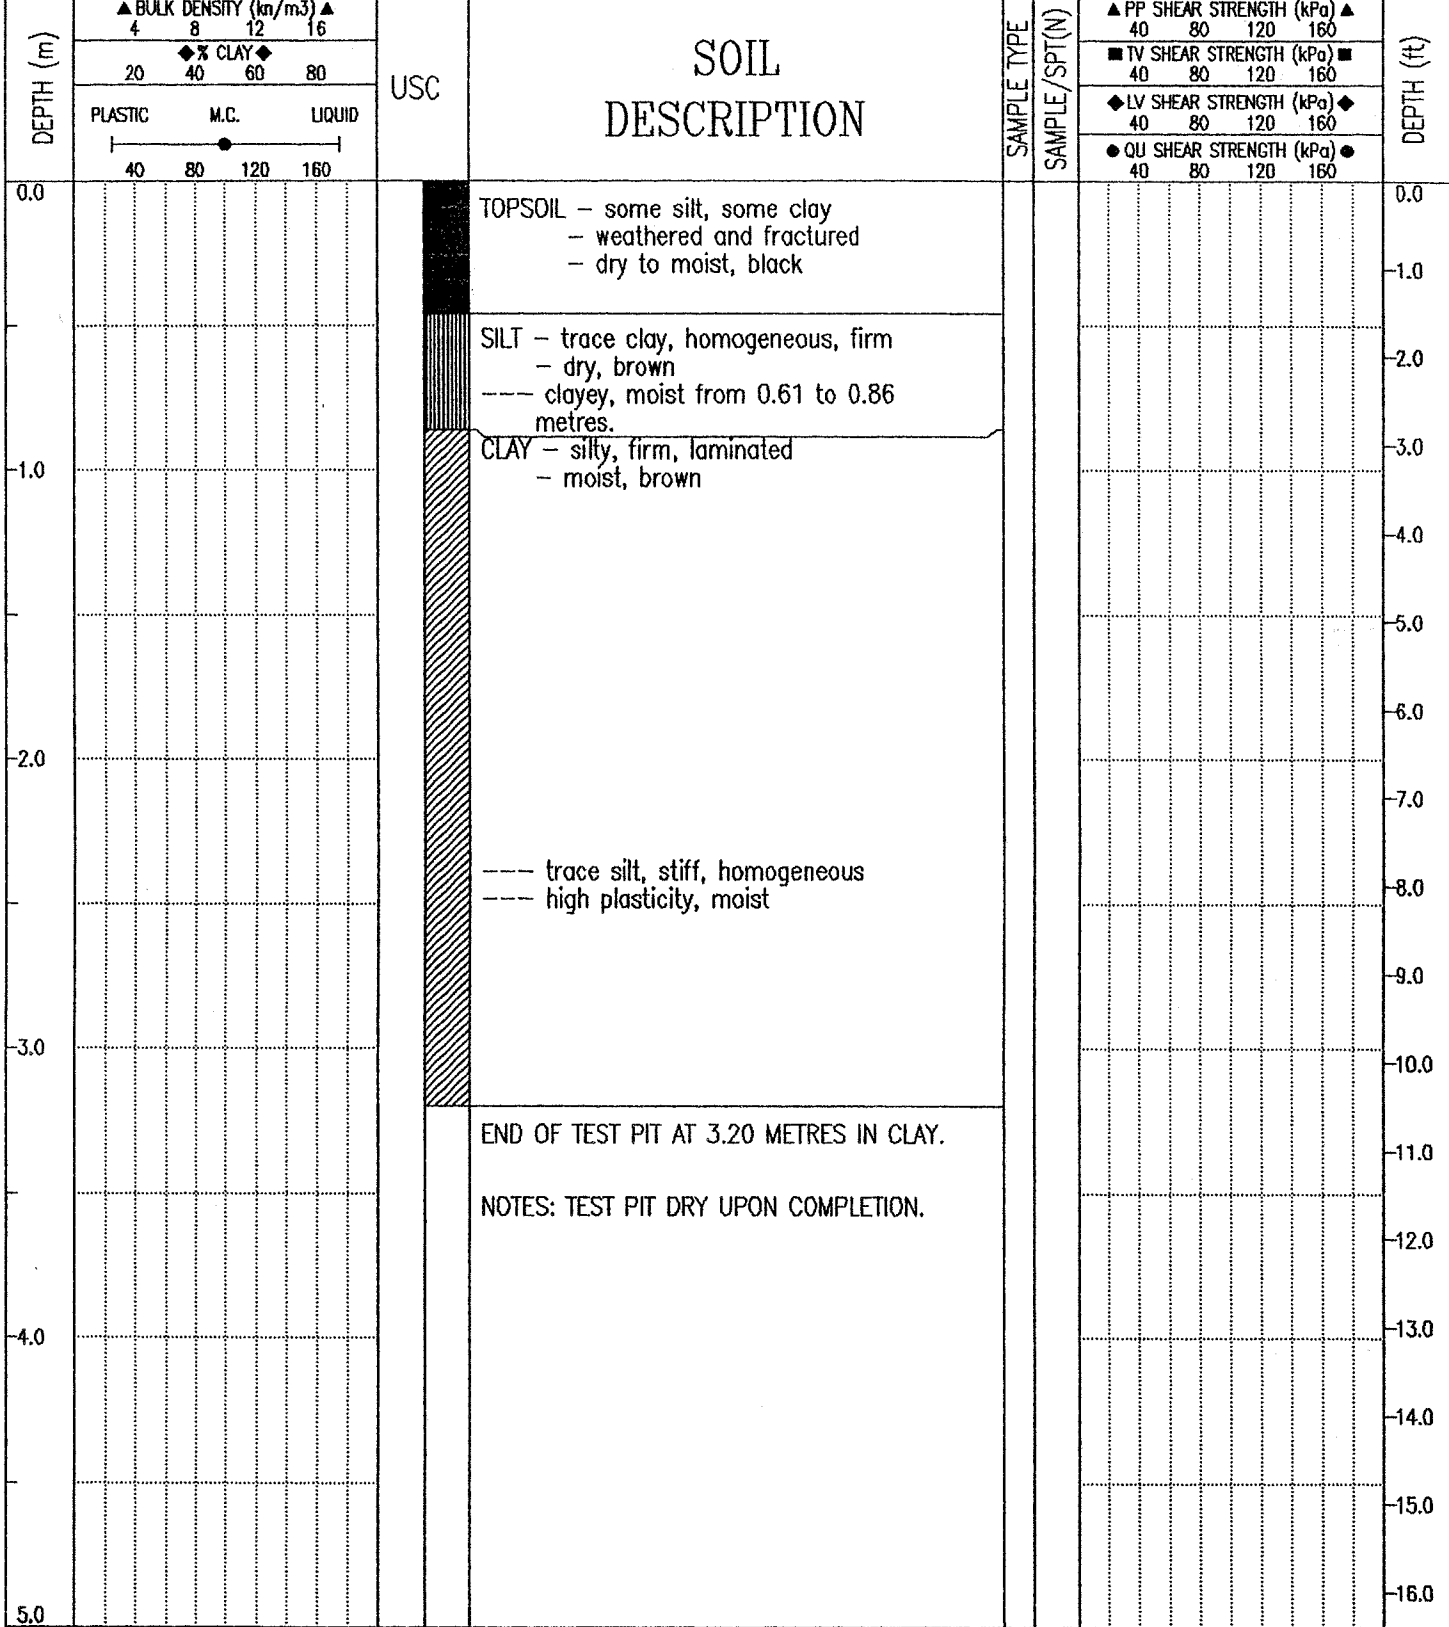 DEPTH (m)
▲ BULK DENSITY (kn/m3) ▲
4 8 12 16
◆ % CLAY ◆
20 40 60 80
PLASTIC M.C. LIQUID
40 80 120 160
USC
SOIL
DESCRIPTION
SAMPLE TYPE
SAMPLE/SPT(N)
▲ PP SHEAR STRENGTH (kPa) ▲
40 80 120 160
■ TV SHEAR STRENGTH (kPa) ■
40 80 120 160
◆ LV SHEAR STRENGTH (kPa) ◆
40 80 120 160
● QU SHEAR STRENGTH (kPa) ●
40 80 120 160
DEPTH (ft)
0.0
1.0
2.0
3.0
4.0
5.0
TOPSOIL – some silt, some clay
– weathered and fractured
– dry to moist, black
SILT – trace clay, homogeneous, firm
– dry, brown
––– clayey, moist from 0.61 to 0.86
metres.
CLAY – silty, firm, laminated
– moist, brown
––– trace silt, stiff, homogeneous
––– high plasticity, moist
END OF TEST PIT AT 3.20 METRES IN CLAY.
NOTES: TEST PIT DRY UPON COMPLETION.
0.0
1.0
2.0
3.0
4.0
5.0
6.0
7.0
8.0
9.0
10.0
11.0
12.0
13.0
14.0
15.0
16.0